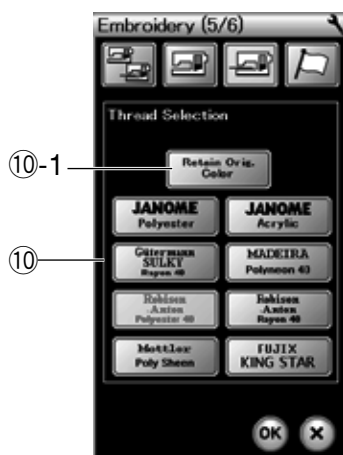 Embroidery (5/6)
Thread Selection
⑩-1
Retain Orig.
Color
JANOME
Polyester
JANOME
Acrylic
⑩
Gütermann
SULKY
Rayon 40
MADEIRA
Polyneon 40
Robison
-Anton
Polyester 40
Robison
-Anton
Rayon 40
Mettler
Poly Sheen
FUJIX
KING STAR
OK
X